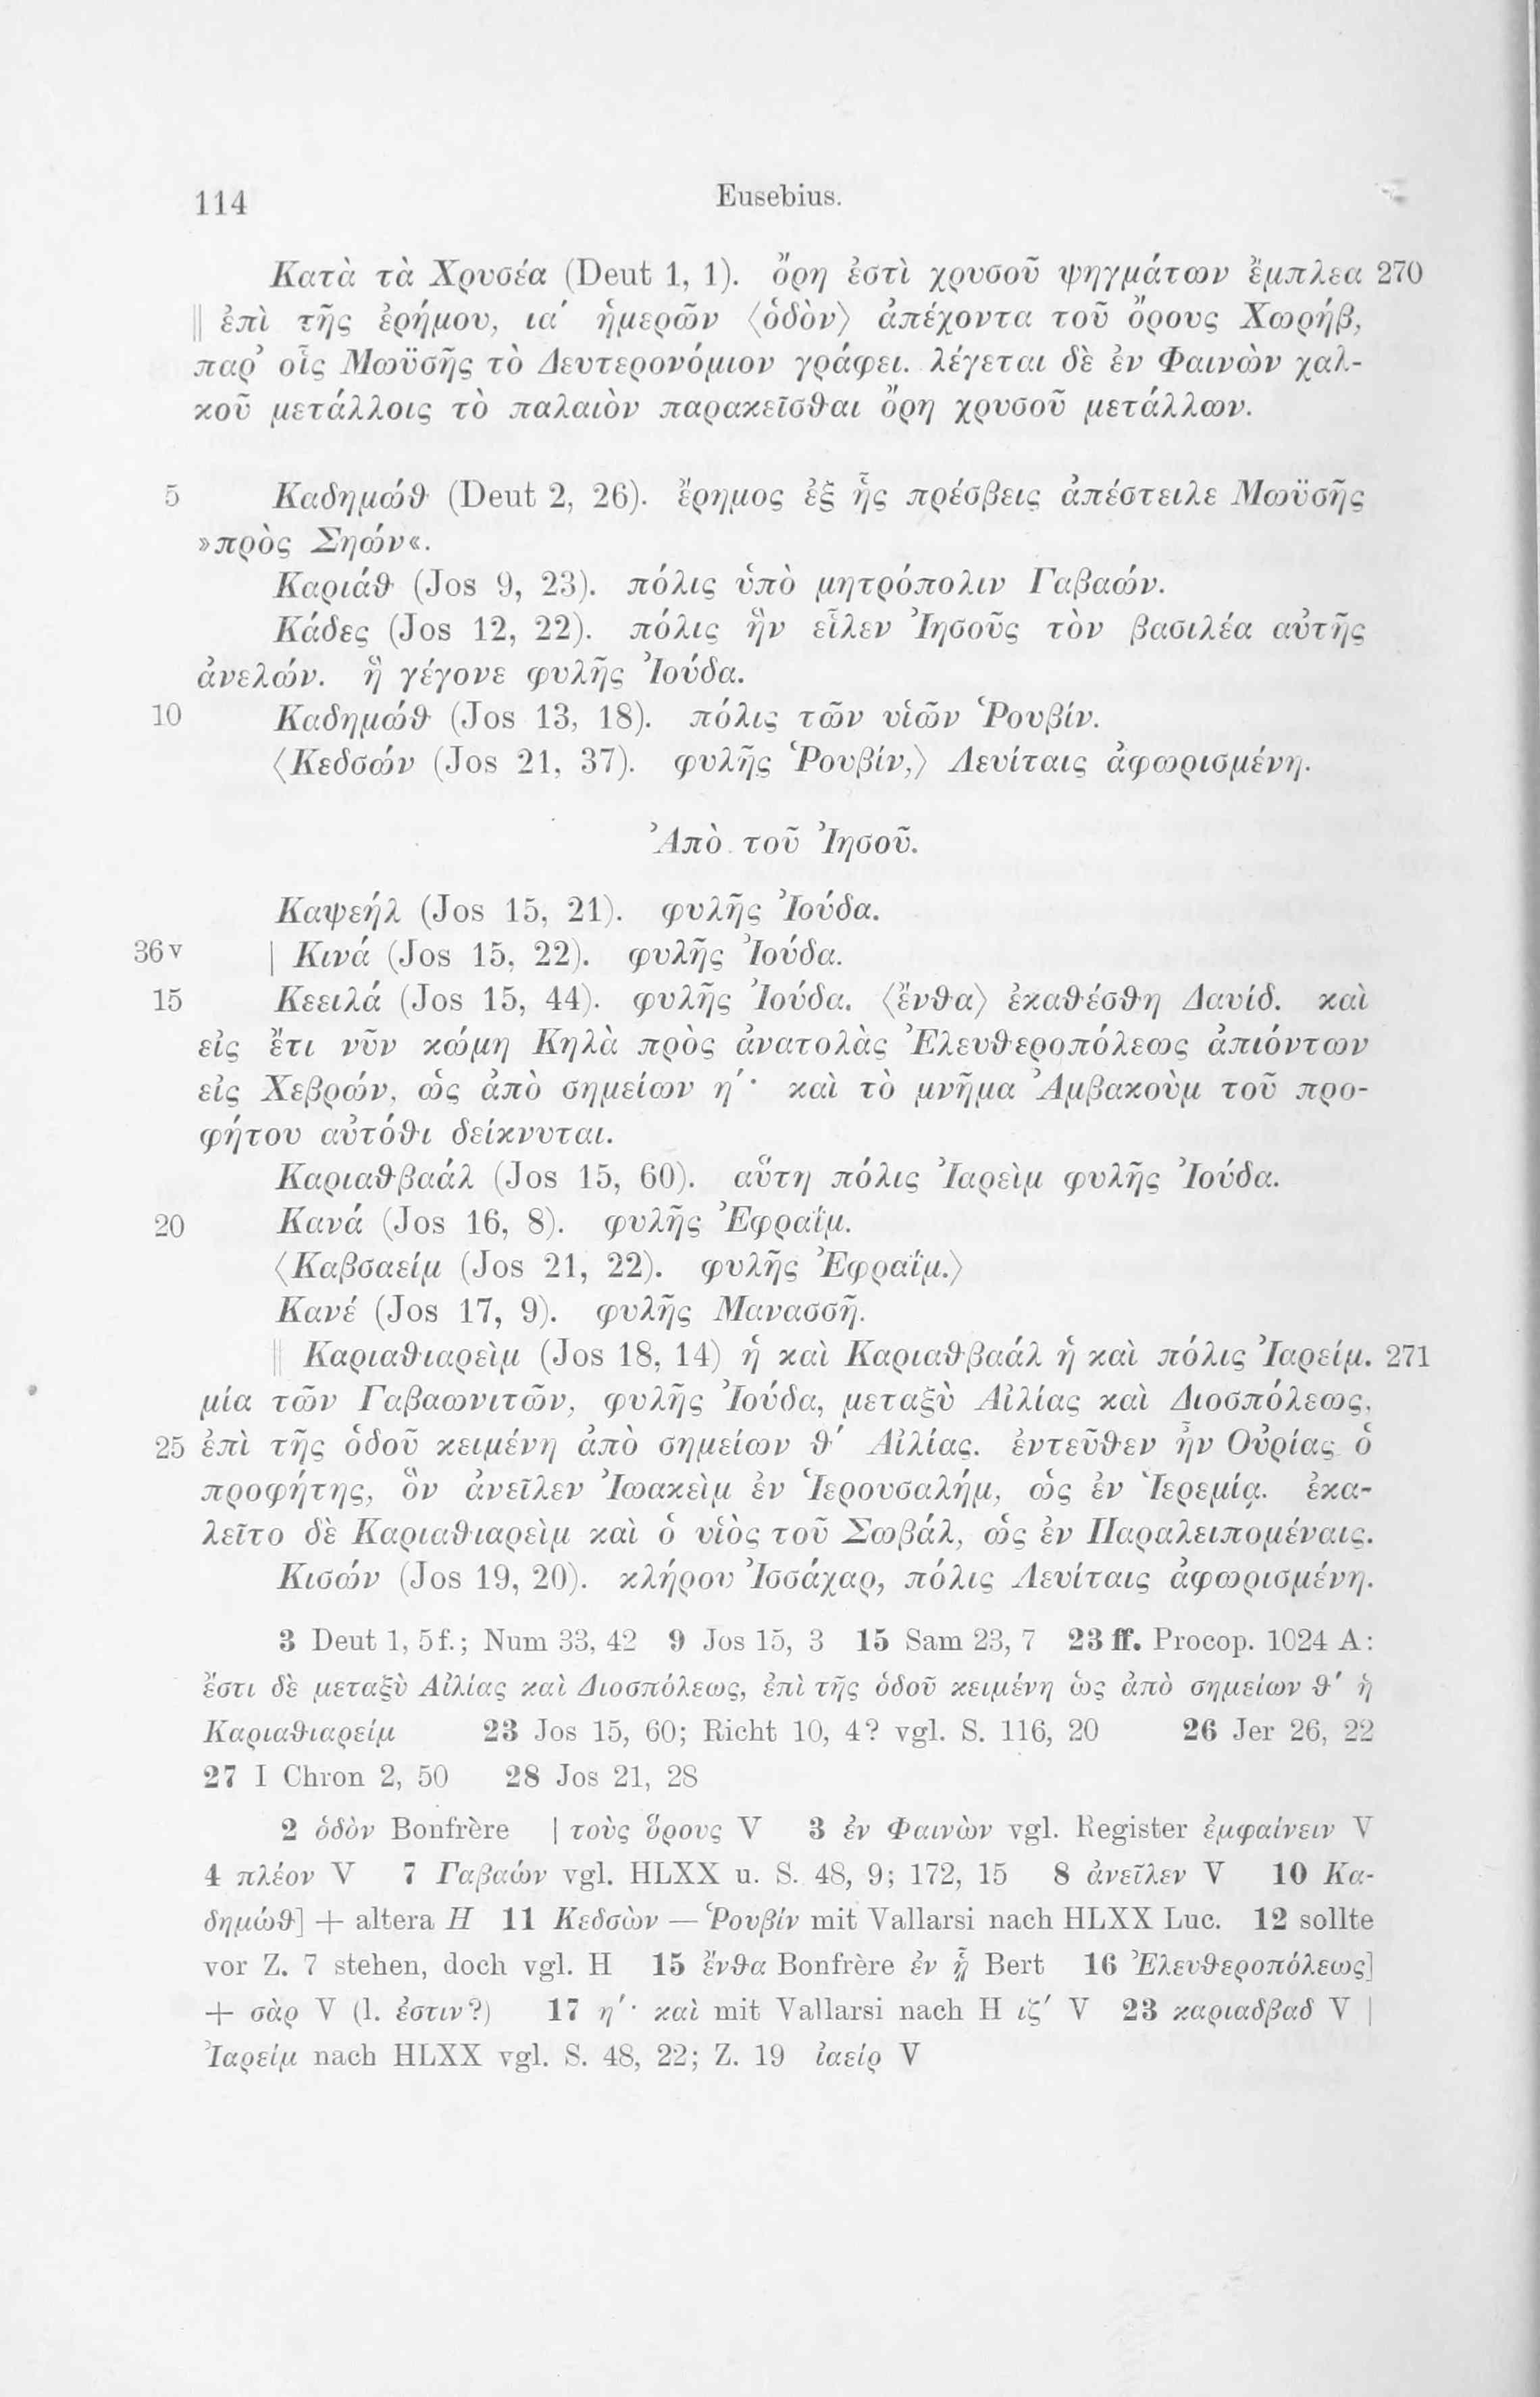 114 Eusebius.
Κατὰ τὰ Χρυσέα (Deut 1, 1). ὄρη ἐστὶ χρυσοῦ ψηγμάτων ἔμπλεα 270
|| ἐπὶ τῆς ἐρήμου, ια΄ ἡμερῶν ⟨ὁδὸν⟩ ἀπέχοντα τοῦ ὄρους Χωρήβ,
παρ᾽ οἷς Μωϋσῆς τὸ Δευτερονόμιον γράφει. λέγεται δὲ ἐν Φαινὼν χαλ-
κοῦ μετάλλοις τὸ παλαιὸν παρακεῖσθαι ὄρη χρυσοῦ μετάλλων.
5 Καδημώθ (Deut 2, 26). ἔρημος ἐξ ἧς πρέσβεις ἀπέστειλε Μωϋσῆς
»πρὸς Σηών«.
Καριάθ (Jos 9, 23). πόλις ὑπὸ μητρόπολιν Γαβαών.
Κάδες (Jos 12, 22). πόλις ἣν εἷλεν Ἰησοῦς τὸν βασιλέα αὐτῆς
ἀνελών. ἣ γέγονε φυλῆς Ἰούδα.
10 Καδημώθ (Jos 13, 18). πόλις τῶν υἱῶν Ῥουβίν.
⟨Κεδσών (Jos 21, 37). φυλῆς Ῥουβίν,⟩ Λευίταις ἀφωρισμένη.
Ἀπὸ τοῦ Ἰησοῦ.
Καψεήλ (Jos 15, 21). φυλῆς Ἰούδα.
36v | Κινά (Jos 15, 22). φυλῆς Ἰούδα.
15 Κεειλά (Jos 15, 44). φυλῆς Ἰούδα. ⟨ἔνθα⟩ ἐκαθέσθη Δαυίδ. καὶ
εἰς ἔτι νῦν κώμη Κηλὰ πρὸς ἀνατολὰς Ἐλευθεροπόλεως ἀπιόντων
εἰς Χεβρών, ὡς ἀπὸ σημείων η΄· καὶ τὸ μνῆμα Ἀμβακοὺμ τοῦ προ-
φήτου αὐτόθι δείκνυται.
Καριαθβαάλ (Jos 15, 60). αὕτη πόλις Ἰαρεὶμ φυλῆς Ἰούδα.
20 Κανά (Jos 16, 8). φυλῆς Ἐφραΐμ.
⟨Καβσαείμ (Jos 21, 22). φυλῆς Ἐφραΐμ.⟩
Κανέ (Jos 17, 9). φυλῆς Μανασσῆ.
|| Καριαθιαρεὶμ (Jos 18, 14) ἡ καὶ Καριαθβαάλ ἡ καὶ πόλις Ἰαρείμ. 271
μία τῶν Γαβαωνιτῶν, φυλῆς Ἰούδα, μεταξὺ Αἰλίας καὶ Διοσπόλεως,
25 ἐπὶ τῆς ὁδοῦ κειμένη ἀπὸ σημείων θ΄ Αἰλίας. ἐντεῦθεν ἦν Οὐρίας ὁ
προφήτης, ὃν ἀνεῖλεν Ἰωακεὶμ ἐν Ἱερουσαλήμ, ὡς ἐν Ἱερεμίᾳ. ἐκα-
λεῖτο δὲ Καριαθιαρεὶμ καὶ ὁ υἱὸς τοῦ Σωβάλ, ὡς ἐν Παραλειπομέναις.
Κισών (Jos 19, 20). κλήρου Ἰσσάχαρ, πόλις Λευίταις ἀφωρισμένη.
3 Deut 1, 5f.; Num 33, 42 9 Jos 15, 3 15 Sam 23, 7 23 ff. Procop. 1024 A:
ἔστι δὲ μεταξὺ Αἰλίας καὶ Διοσπόλεως, ἐπὶ τῆς ὁδοῦ κειμένη ὡς ἀπὸ σημείων θ΄ ἡ
Καριαθιαρείμ 23 Jos 15, 60; Richt 10, 4? vgl. S. 116, 20 26 Jer 26, 22
27 I Chron 2, 50 28 Jos 21, 28
2 ὁδὸν Bonfrère | τοὺς ὅρους V 3 ἐν Φαινὼν vgl. Register ἐμφαίνειν V
4 πλέον V 7 Γαβαών vgl. HLXX u. S. 48, 9; 172, 15 8 ἀνεῖλεν V 10 Κα-
δημώθ] + altera H 11 Κεδσὼν — Ῥουβίν mit Vallarsi nach HLXX Luc. 12 sollte
vor Z. 7 stehen, doch vgl. H 15 ἔνθα Bonfrère ἐν ᾗ Bert 16 Ἐλευθεροπόλεως]
+ σὰρ V (l. ἐστιν?) 17 η΄· καὶ mit Vallarsi nach H ιζ΄ V 23 καριαδβαδ V |
Ἰαρείμ nach HLXX vgl. S. 48, 22; Z. 19 ἰαείρ V